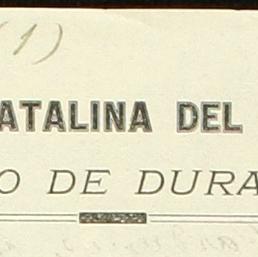 (1)
ATALINA DEL
O DE DURA